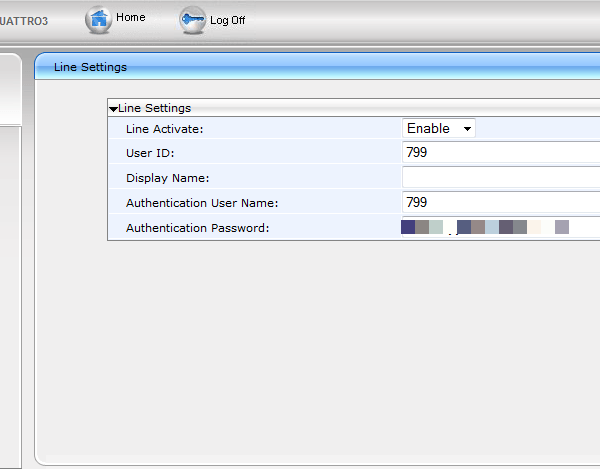 UATTRO3 Home Log Off
Line Settings
Line Settings
Line Activate: Enable
User ID: 799
Display Name:
Authentication User Name: 799
Authentication Password: